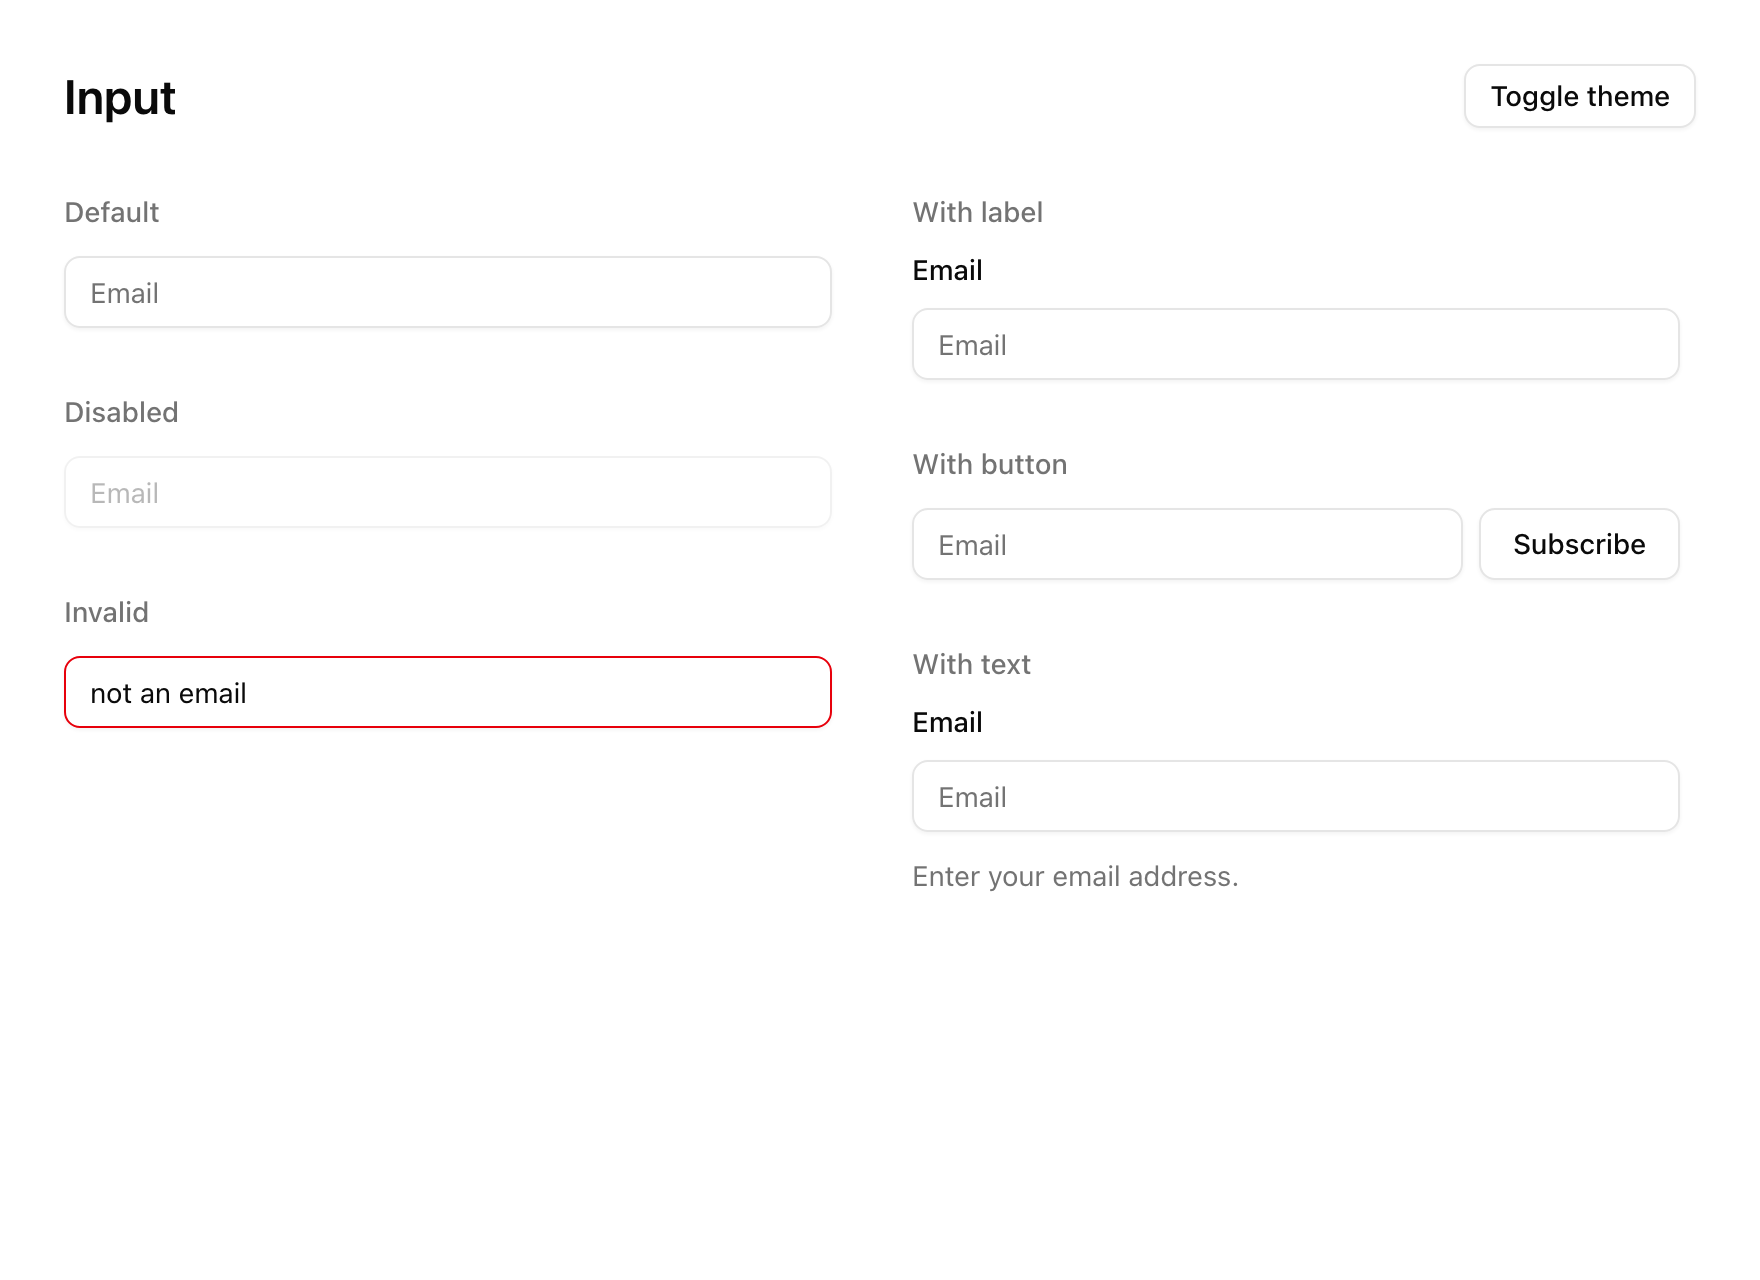 Input
Toggle theme
Default
Email
Disabled
Email
Invalid
not an email
With label
Email
Email
With button
Email
Subscribe
With text
Email
Email
Enter your email address.